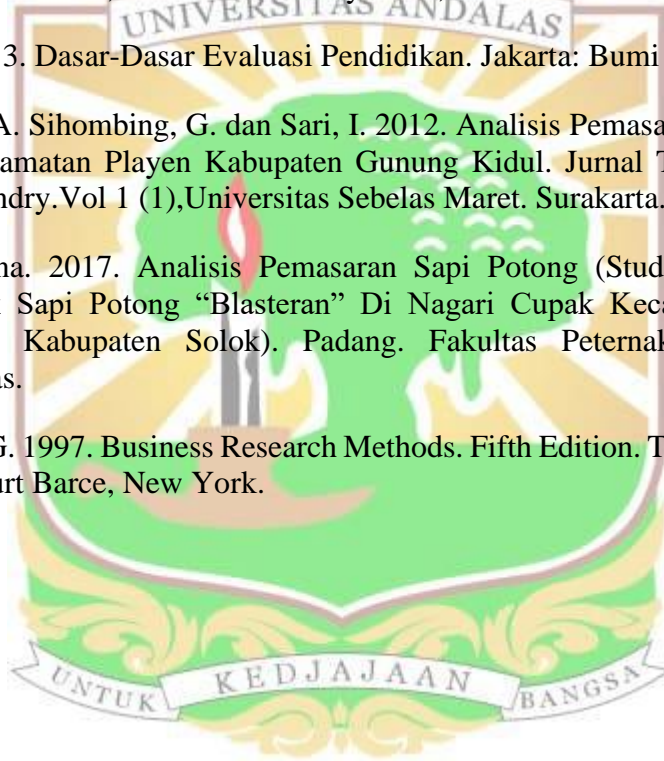 UNIVERSITAS ANDALAS
3. Dasar-Dasar Evaluasi Pendidikan. Jakarta: Bumi
A. Sihombing, G. dan Sari, I. 2012. Analisis Pemasa
amatan Playen Kabupaten Gunung Kidul. Jurnal T
ndry.Vol 1 (1),Universitas Sebelas Maret. Surakarta.
na. 2017. Analisis Pemasaran Sapi Potong (Stud
Sapi Potong “Blasteran” Di Nagari Cupak Keca
Kabupaten Solok). Padang. Fakultas Peternak
as.
G. 1997. Business Research Methods. Fifth Edition. T
urt Barce, New York.
UNTUK KEDJAJAAN BANGSA